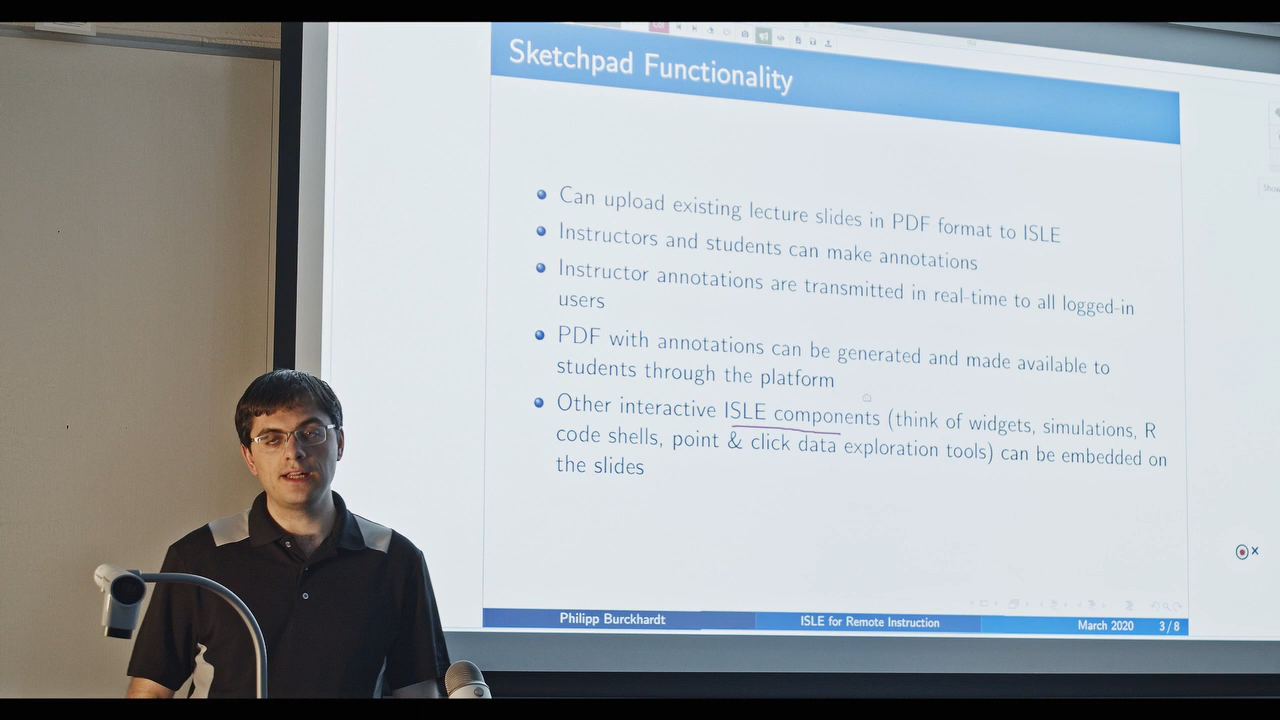 Sketchpad Functionality
Can upload existing lecture slides in PDF format to ISLE
Instructors and students can make annotations
Instructor annotations are transmitted in real-time to all logged-in
users
PDF with annotations can be generated and made available to
students through the platform
Other interactive ISLE components (think of widgets, simulations, R
code shells, point & click data exploration tools) can be embedded on
the slides
Philipp Burckhardt
ISLE for Remote Instruction
March 2020 3 / 8